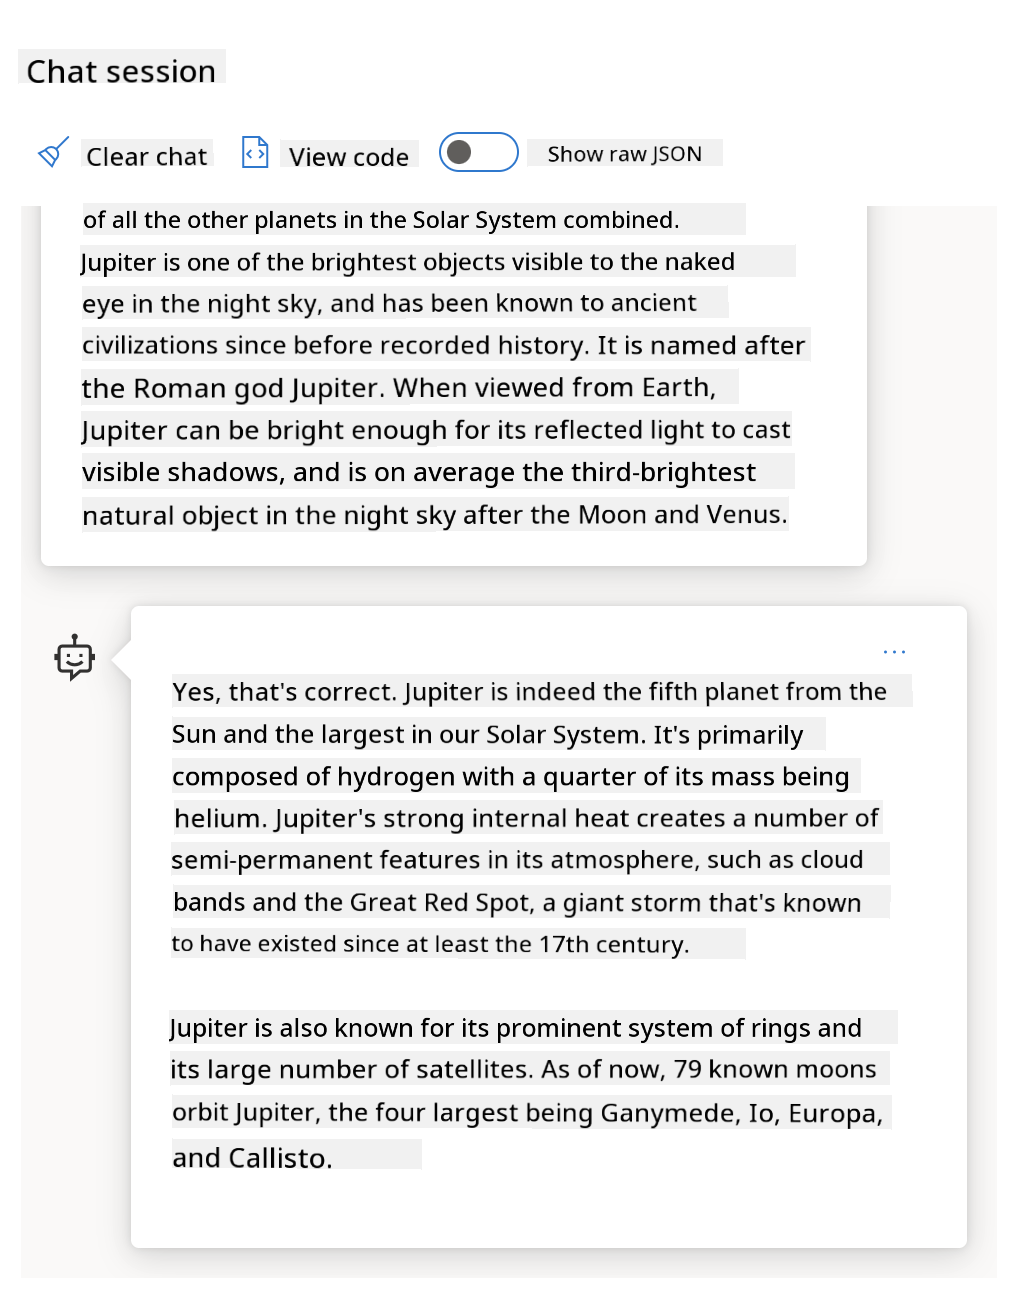 Chat session
Clear chat
View code
Show raw JSON
of all the other planets in the Solar System combined.
Jupiter is one of the brightest objects visible to the naked
eye in the night sky, and has been known to ancient
civilizations since before recorded history. It is named after
the Roman god Jupiter. When viewed from Earth,
Jupiter can be bright enough for its reflected light to cast
visible shadows, and is on average the third-brightest
natural object in the night sky after the Moon and Venus.
Yes, that's correct. Jupiter is indeed the fifth planet from the
Sun and the largest in our Solar System. It's primarily
composed of hydrogen with a quarter of its mass being
helium. Jupiter's strong internal heat creates a number of
semi-permanent features in its atmosphere, such as cloud
bands and the Great Red Spot, a giant storm that's known
to have existed since at least the 17th century.
Jupiter is also known for its prominent system of rings and
its large number of satellites. As of now, 79 known moons
orbit Jupiter, the four largest being Ganymede, Io, Europa,
and Callisto.